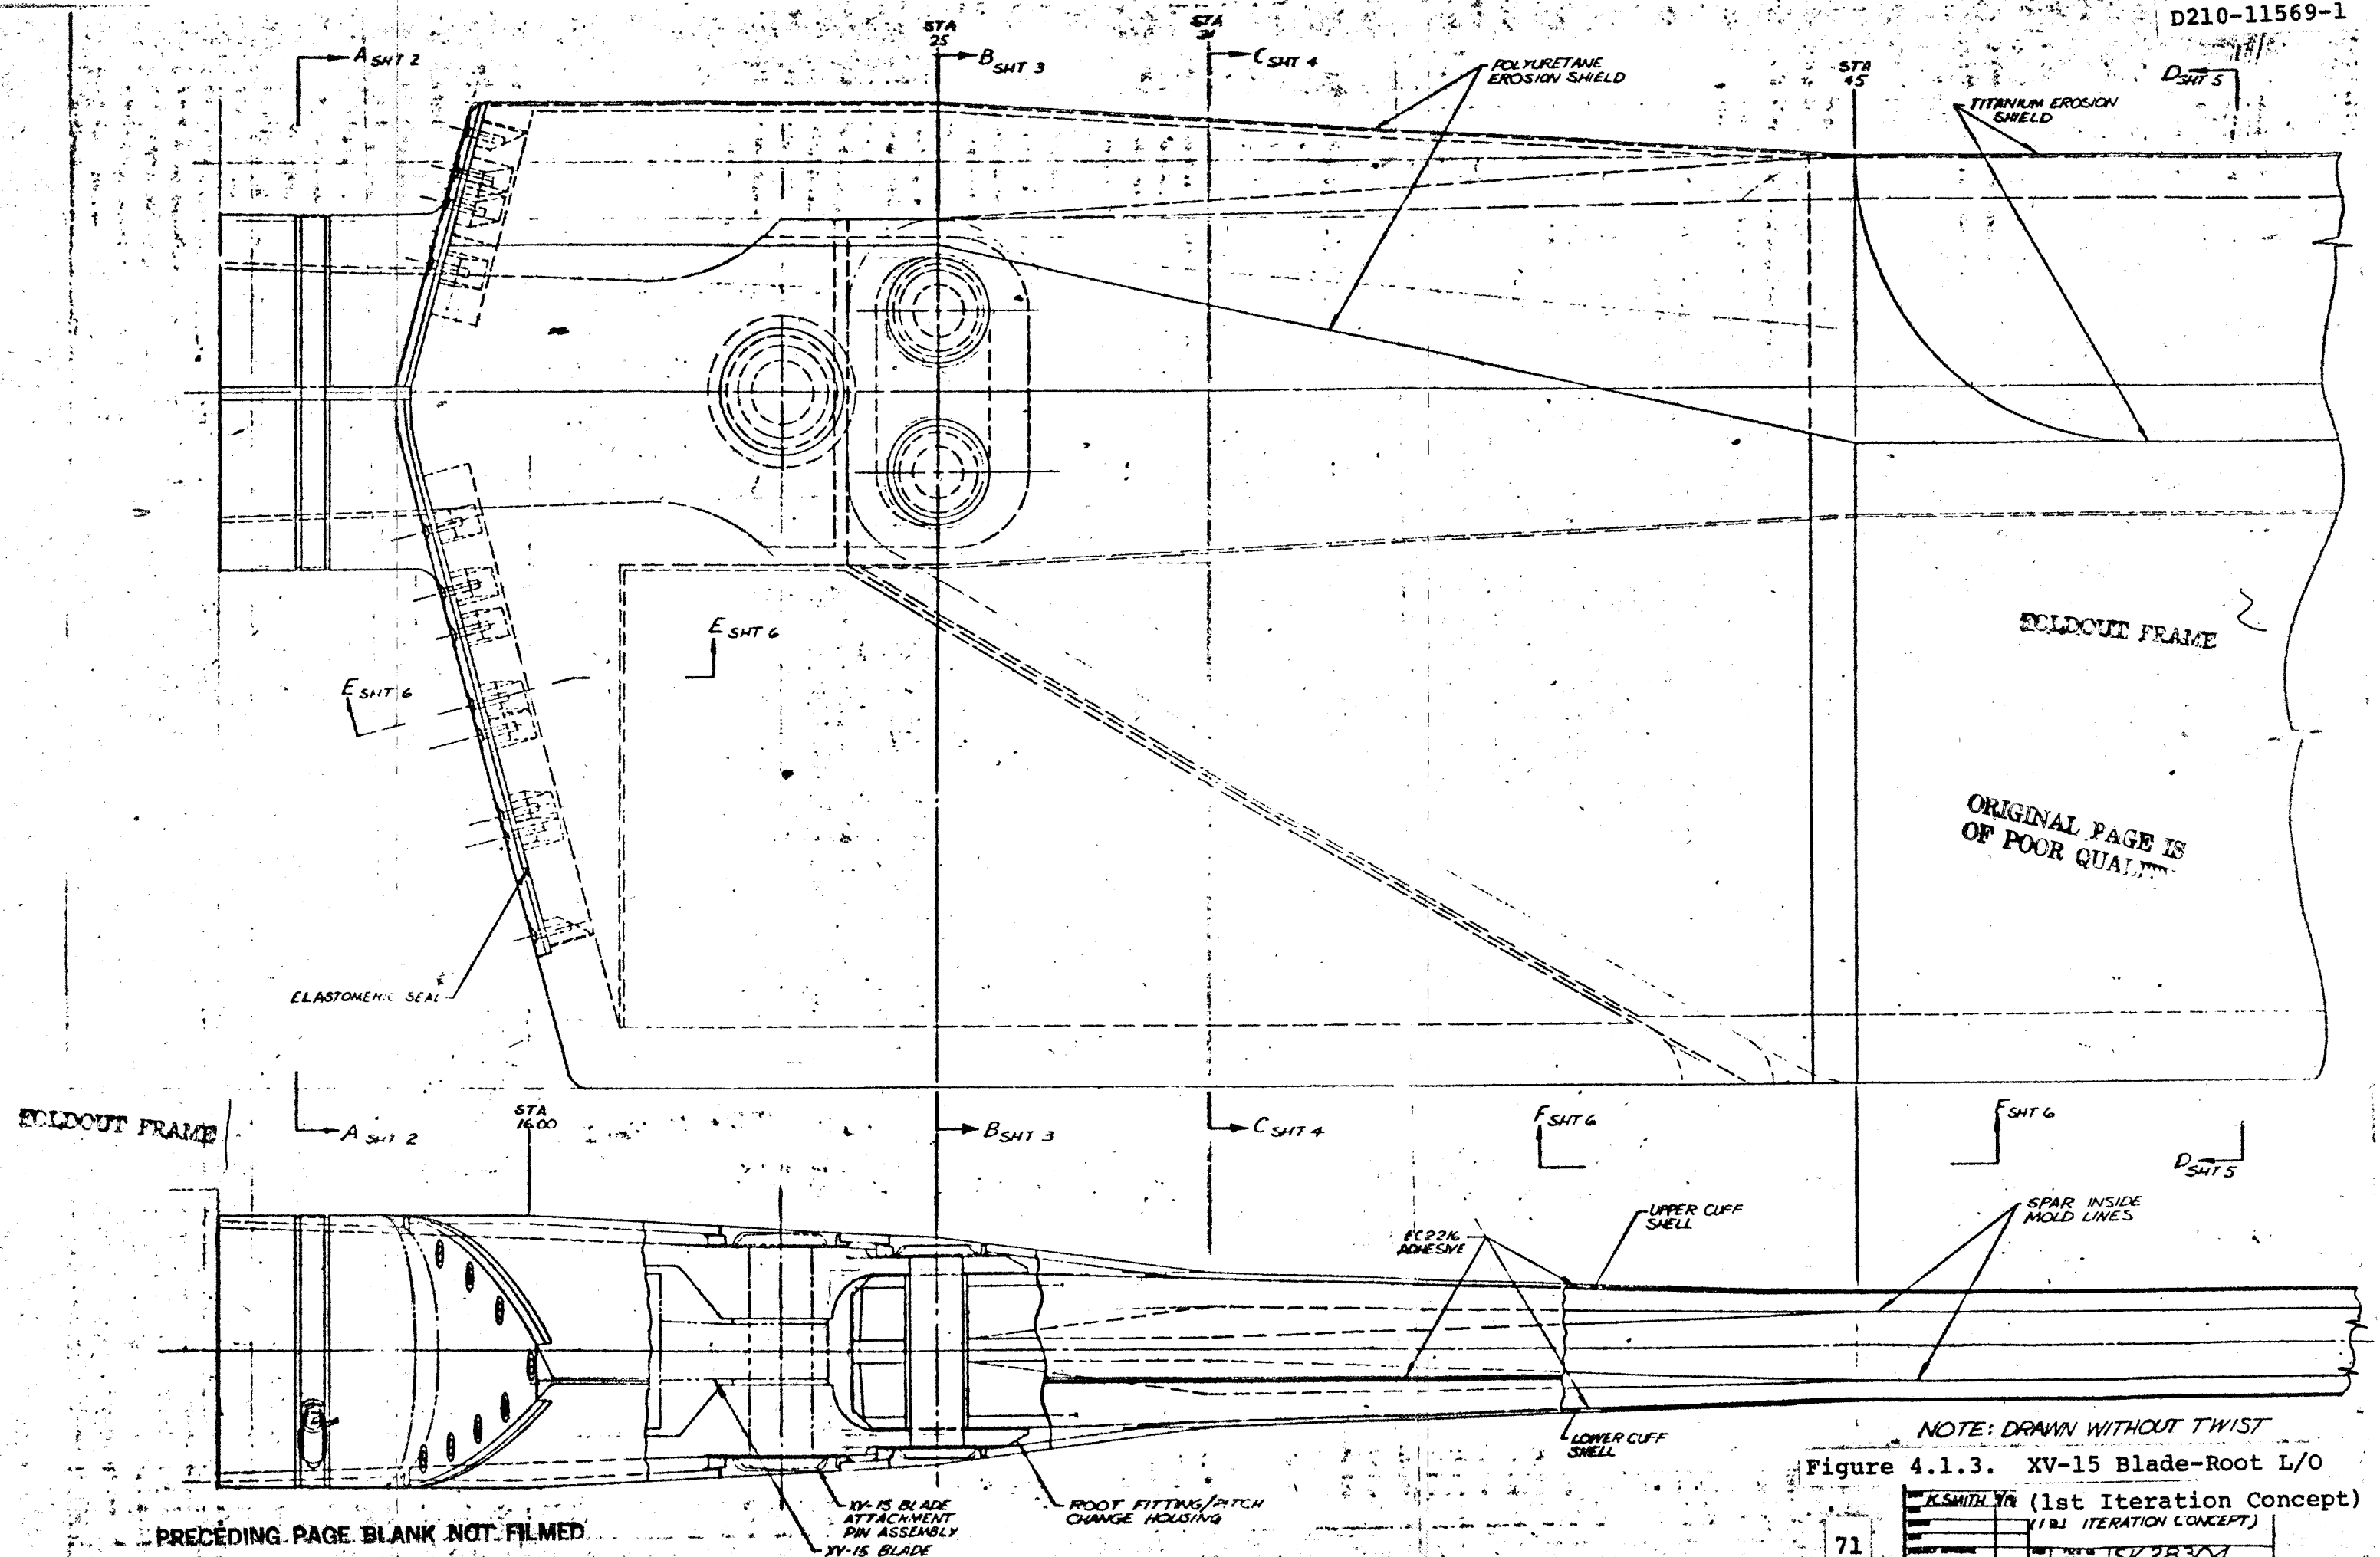 D210-11569-1
STA
25
STA
A SHT 2
B SHT 3
C SHT 4
POLYURETANE
EROSION SHIELD
STA
45
D SHT 5
TITANIUM EROSION
SHIELD
E SHT 6
E SHT 6
FOLDOUT FRAME
2
ORIGINAL PAGE IS
OF POOR QUALITY
ELASTOMERIC SEAL
FOLDOUT FRAME
A SHT 2
STA
16.00
B SHT 3
C SHT 4
F SHT 6
F SHT 6
D SHT 5
UPPER CUFF
SHELL
SPAR INSIDE
MOLD LINES
EC2216
ADHESIVE
LOWER CUFF
SHELL
NOTE: DRAWN WITHOUT TWIST
Figure 4.1.3. XV-15 Blade-Root L/O
(1st Iteration Concept)
K.SMITH
(1st ITERATION CONCEPT)
XV-15 BLADE
ATTACHMENT
PIN ASSEMBLY
XV-15 BLADE
ROOT FITTING/PITCH
CHANGE HOUSING
PRECEDING PAGE BLANK NOT FILMED
71
SK28304